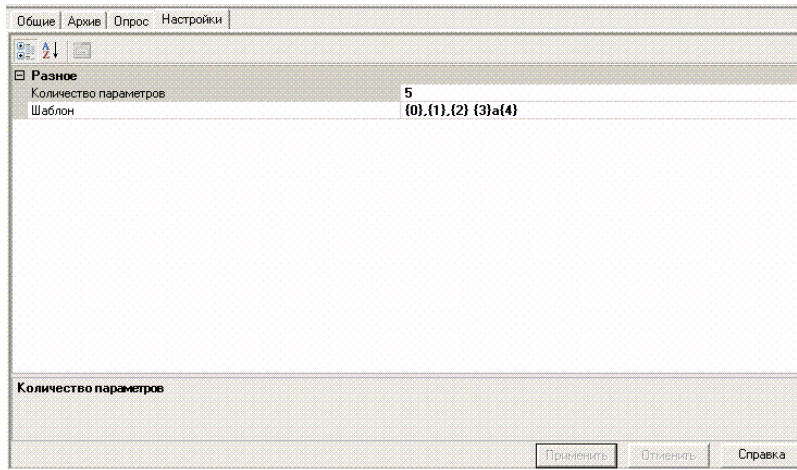 Общие Архив Опрос Настройки
Разное
Количество параметров 5
Шаблон {0},{1},{2} {3}a{4}
Количество параметров
Применить Отменить Справка